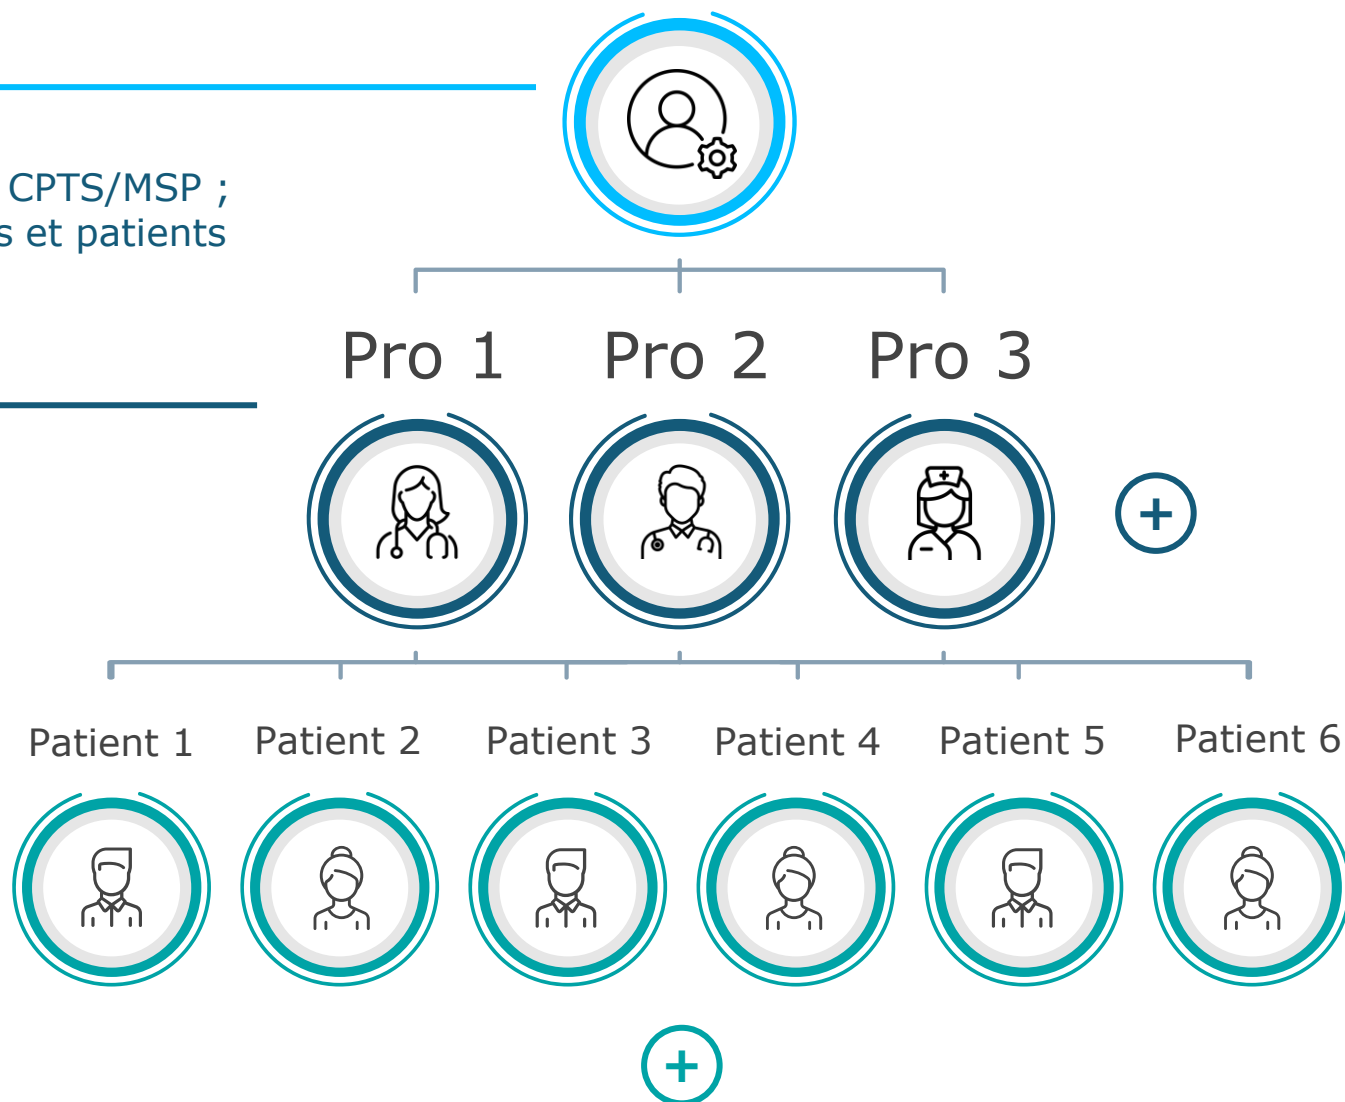 CPTS/MSP ;
s et patients
Pro 1 Pro 2 Pro 3
+
Patient 1 Patient 2 Patient 3 Patient 4 Patient 5 Patient 6
+